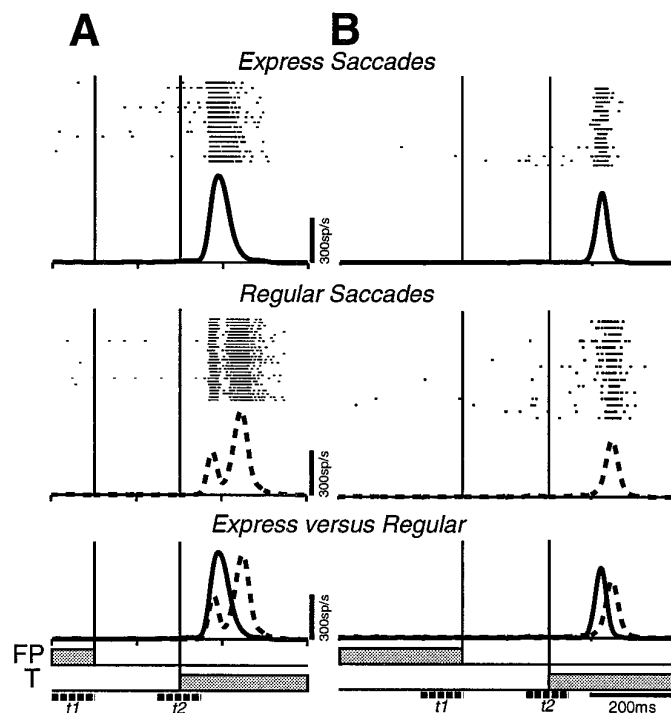 A B
Express Saccades
300sp/s
Regular Saccades
300sp/s
Express versus Regular
300sp/s
FP
T
t1 t2 t1 t2 200ms